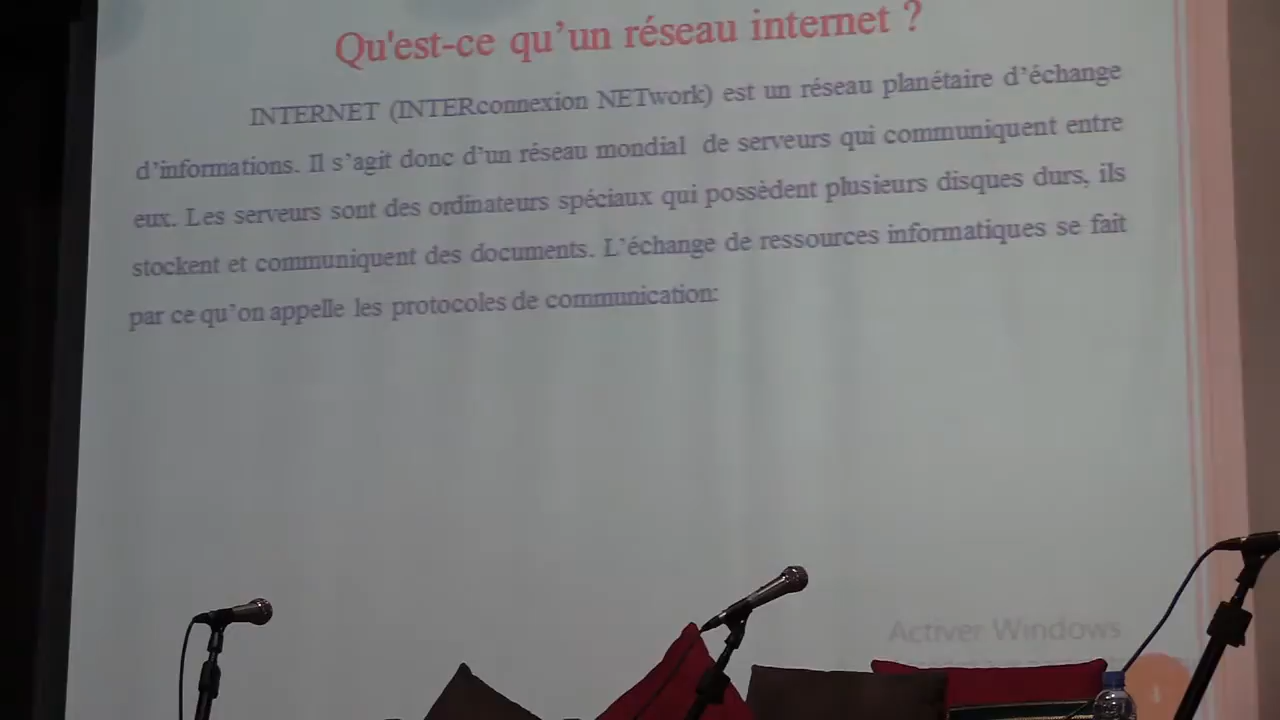 Qu'est-ce qu’un réseau internet ?
INTERNET (INTERconnexion NETwork) est un réseau planétaire d’échange
d’informations. Il s’agit donc d’un réseau mondial de serveurs qui communiquent entre
eux. Les serveurs sont des ordinateurs spéciaux qui possèdent plusieurs disques durs, ils
stockent et communiquent des documents. L’échange de ressources informatiques se fait
par ce qu’on appelle les protocoles de communication:
Activer Windows